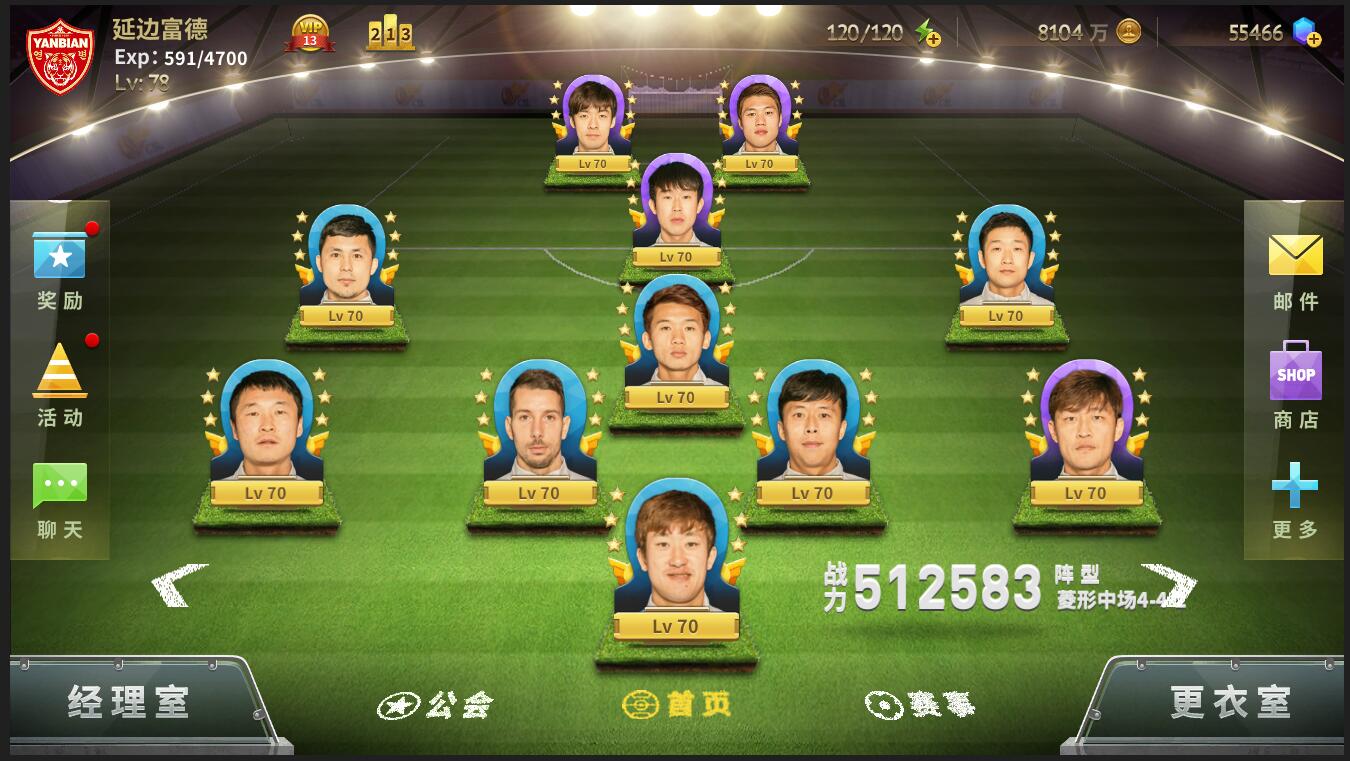 延边富德
YANBIAN
Exp: 591/4700
Lv: 78
VIP
13
2 1 3
120/120
8104 万
55466
Lv 70
Lv 70
Lv 70
Lv 70
Lv 70
Lv 70
Lv 70
Lv 70
Lv 70
Lv 70
Lv 70
奖励
活动
聊天
邮件
SHOP
商店
更多
战力 512583
阵型
菱形中场4-4-2
经理室
公会
首页
赛事
更衣室